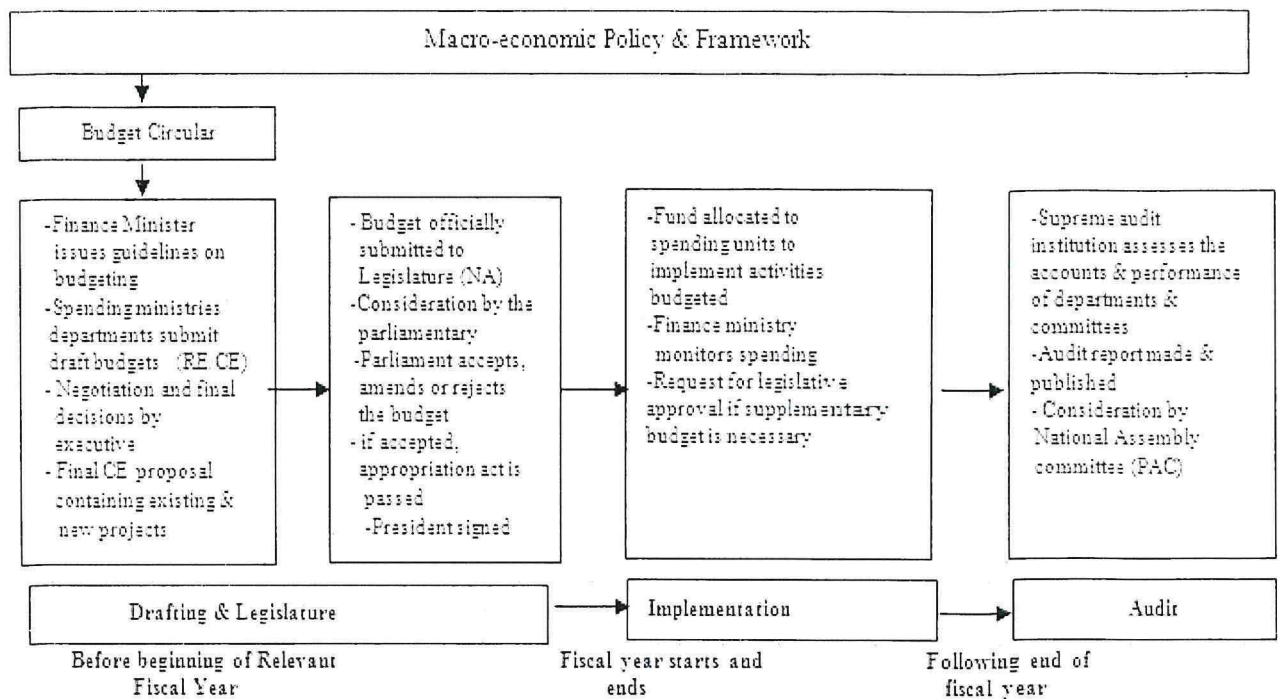 Macro-economic Policy & Framework
Budget Circular
-Finance Minister
issues guidelines on
budgeting
-Spending ministries
departments submit
draft budgets (RE/CE)
- Negotiation and final
decisions by
executive
- Final CE proposal
containing existing &
new projects
-Budget officially
submitted to
Legislature (NA)
-Consideration by the
parliamentary
-Parliament accepts,
amends or rejects
the budget
- if accepted,
appropriation act is
passed
-President signed
-Fund allocated to
spending units to
implement activities
budgeted
-Finance ministry
monitors spending
-Request for legislative
approval if supplementary
budget is necessary
-Supreme audit
institution assesses the
accounts & performance
of departments &
committees
-Audit report made &
published
- Consideration by
National Assembly
committee (PAC)
Drafting & Legislature
Implementation
Audit
Before beginning of Relevant
Fiscal Year
Fiscal year starts and
ends
Following end of
fiscal year